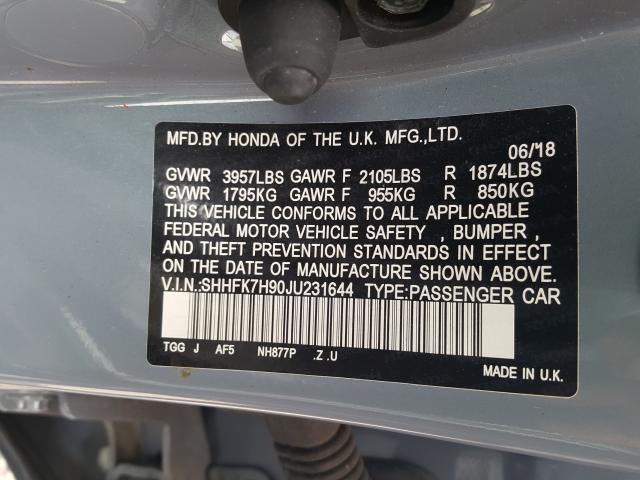 MFD.BY HONDA OF THE U.K. MFG.,LTD.
06/18
GVWR 3957LBS GAWR F 2105LBS R 1874LBS
GVWR 1795KG GAWR F 955KG R 850KG
THIS VEHICLE CONFORMS TO ALL APPLICABLE
FEDERAL MOTOR VEHICLE SAFETY , BUMPER ,
AND THEFT PREVENTION STANDARDS IN EFFECT
ON THE DATE OF MANUFACTURE SHOWN ABOVE.
V.I.N.:SHHFK7H90JU231644 TYPE:PASSENGER CAR
TGG J AF5 NH877P .Z .U
MADE IN U.K.